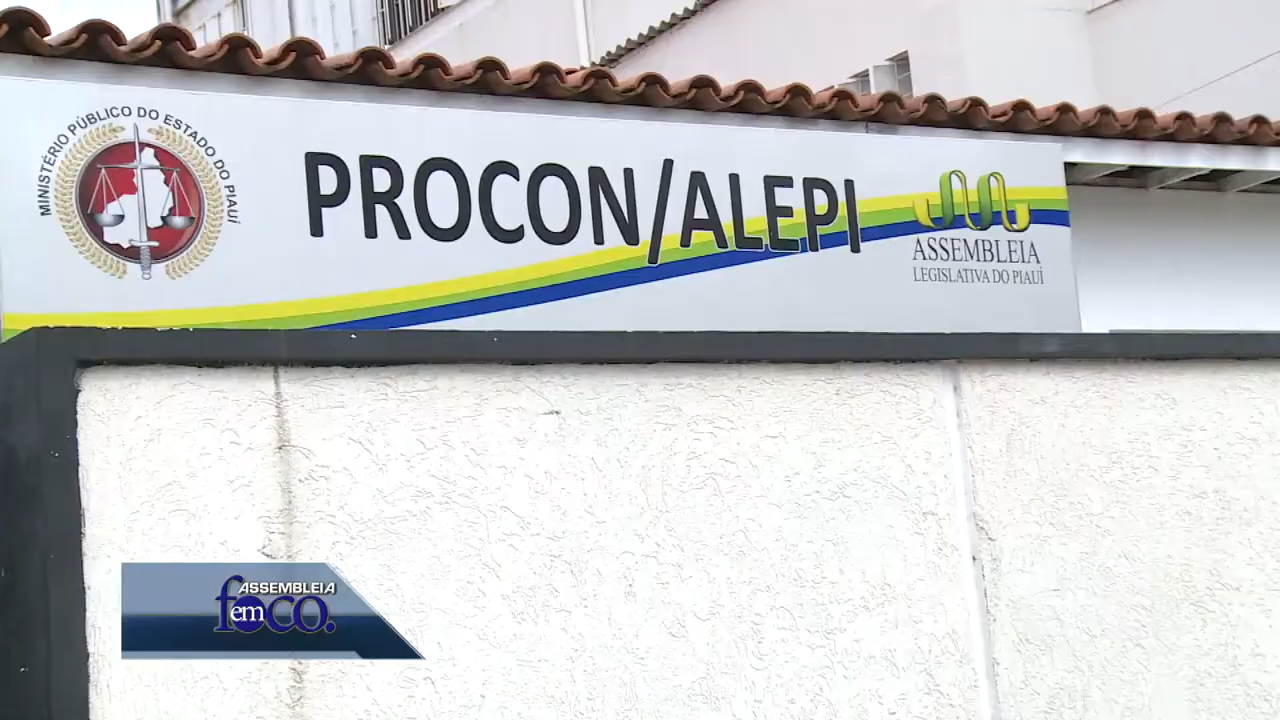 MINISTÉRIO PÚBLICO DO ESTADO DO PIAUÍ
PROCON/ALEPI
ASSEMBLEIA
LEGISLATIVA DO PIAUÍ
ASSEMBLEIA
em
foco.